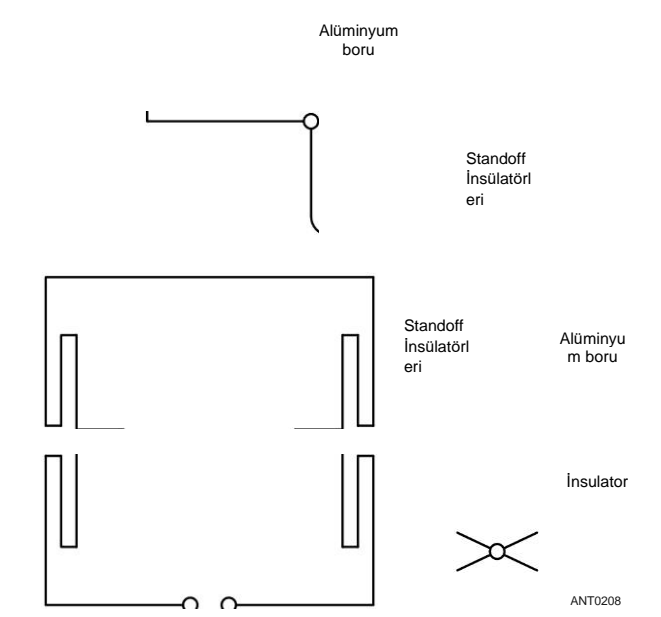 Alüminyum
boru
Standoff
İnsülatörl
eri
Standoff
İnsülatörl
eri
Alüminyu
m boru
İnsulator
ANT0208